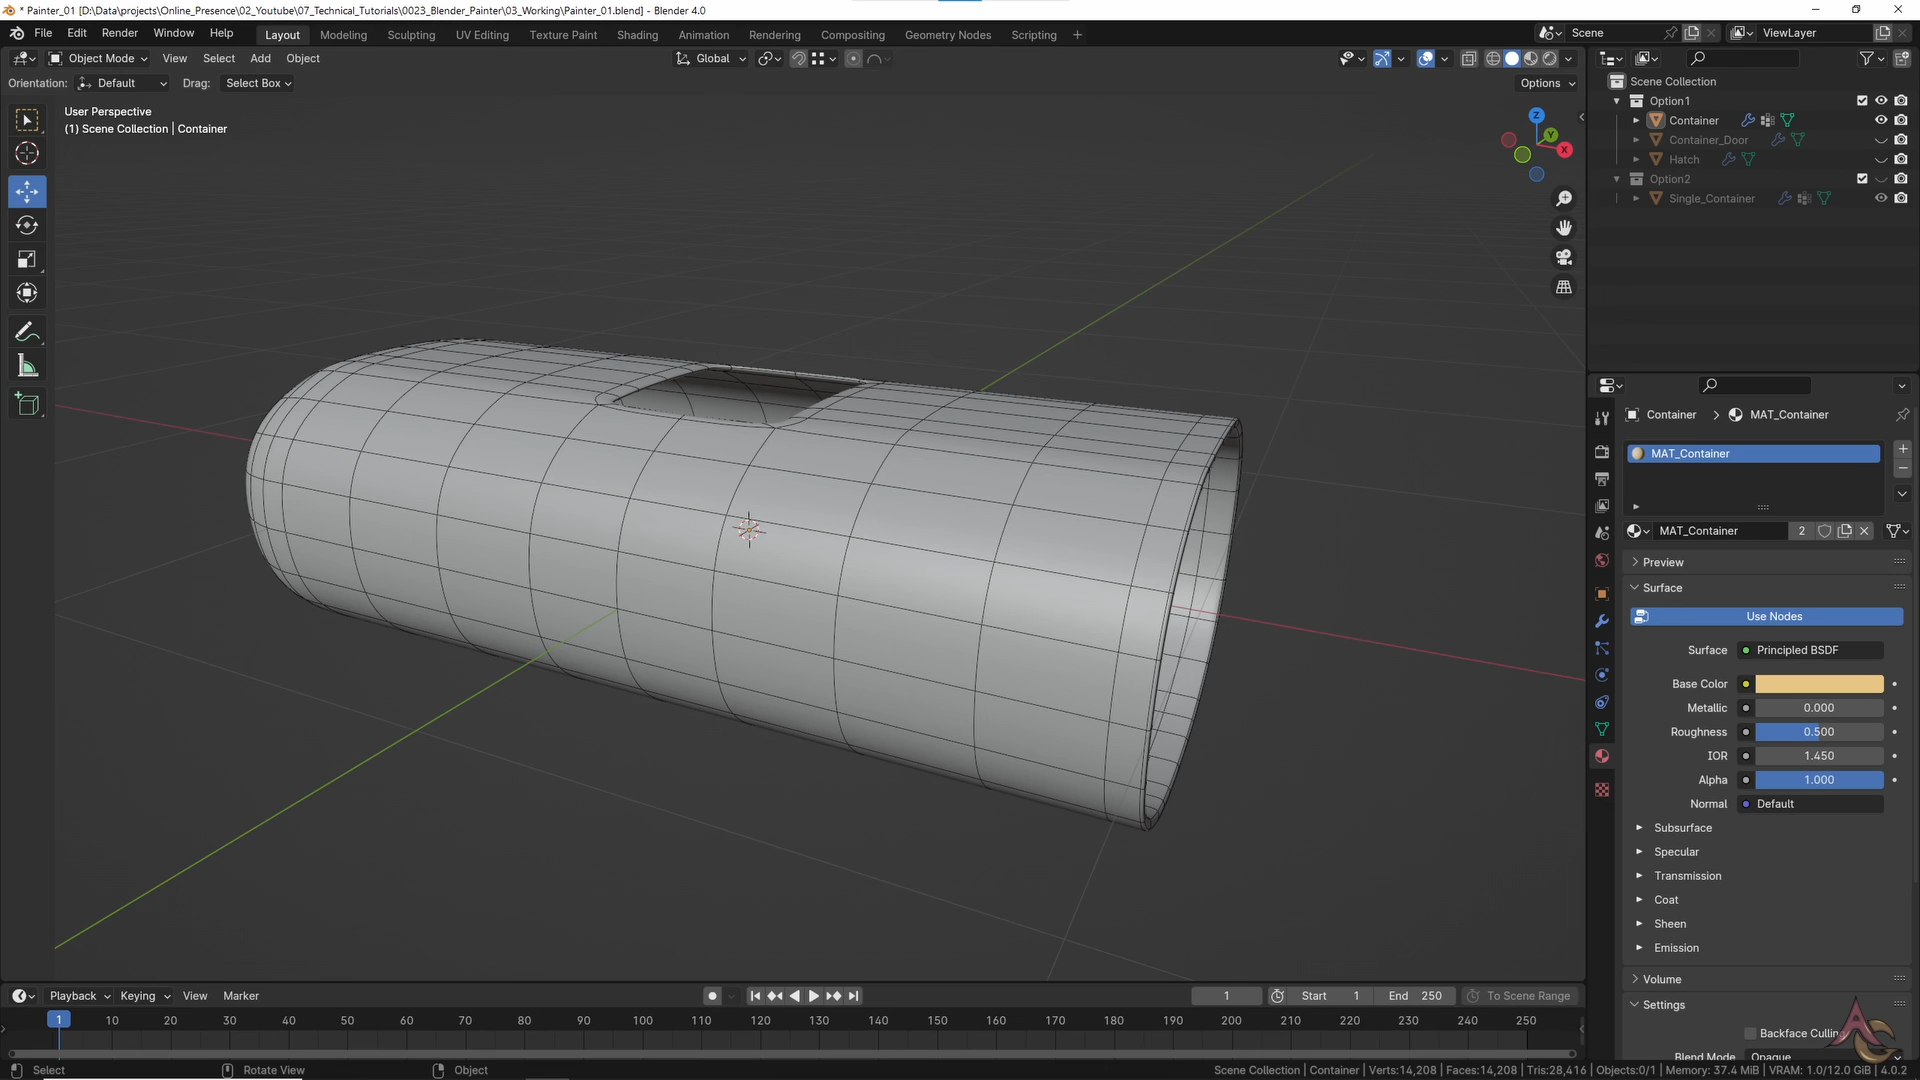 * Painter_01 [D:\Data\projects\Online_Presence\02_Youtube\07_Technical_Tutorials\0023_Blender_Painter\03_Working\Painter_01.blend] - Blender 4.0
File Edit Render Window Help Layout Modeling Sculpting UV Editing Texture Paint Shading Animation Rendering Compositing Geometry Nodes Scripting + Scene ViewLayer
Object Mode View Select Add Object Global
Orientation: Default Drag: Select Box Options
User Perspective
(1) Scene Collection | Container
Z
Y
X
Scene Collection
Option1
Container
Container_Door
Hatch
Option2
Single_Container
Container > MAT_Container
MAT_Container
MAT_Container 2
Preview
Surface
Use Nodes
Surface Principled BSDF
Base Color
Metallic 0.000
Roughness 0.500
IOR 1.450
Alpha 1.000
Normal Default
Subsurface
Specular
Transmission
Coat
Sheen
Emission
Volume
Settings
Backface Culling
Blend Mode Opaque
Playback Keying View Marker 1 Start 1 End 250 To Scene Range
1 10 20 30 40 50 60 70 80 90 100 110 120 130 140 150 160 170 180 190 200 210 220 230 240 250
Select Rotate View Object Scene Collection | Container | Verts:14,208 | Faces:14,208 | Tris:28,416 | Objects:0/1 | Memory: 37.4 MiB | VRAM: 1.0/12.0 GiB | 4.0.2